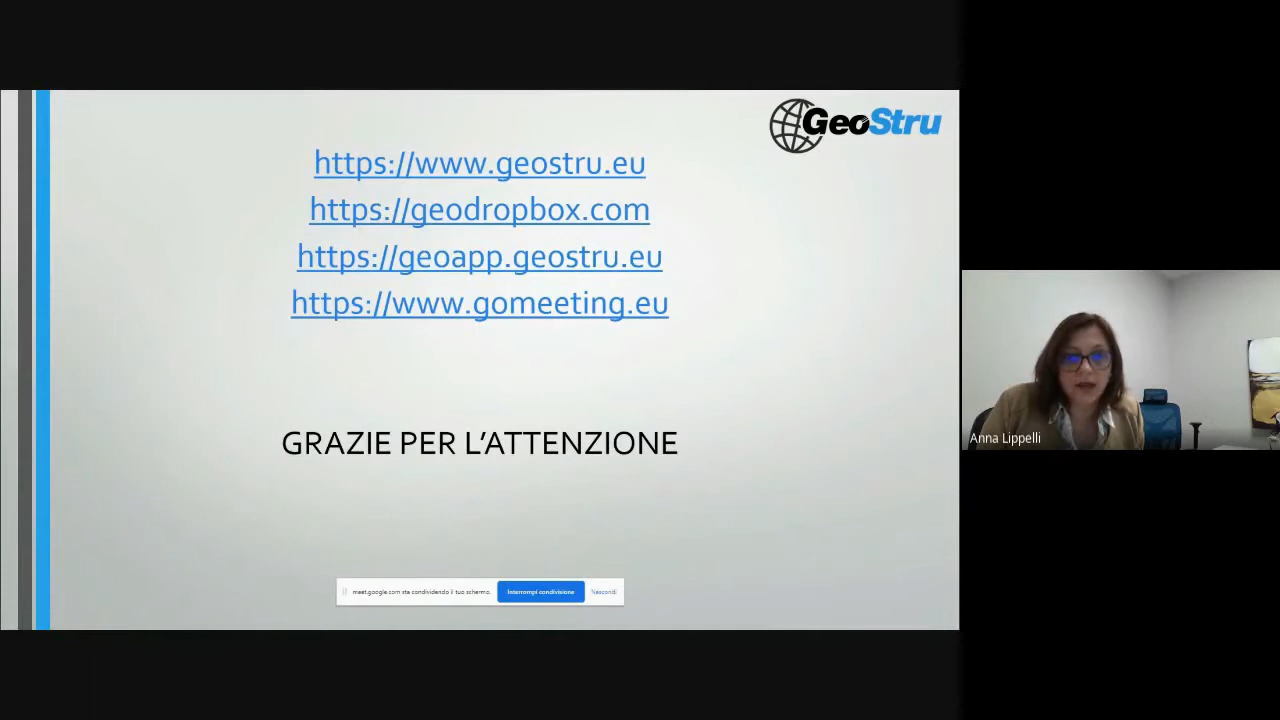 GeoStru
https://www.geostru.eu
https://geodropbox.com
https://geoapp.geostru.eu
https://www.gomeeting.eu
GRAZIE PER L’ATTENZIONE
meet.google.com sta condividendo il tuo schermo.
Interrompi condivisione
Nascondi
Anna Lippelli